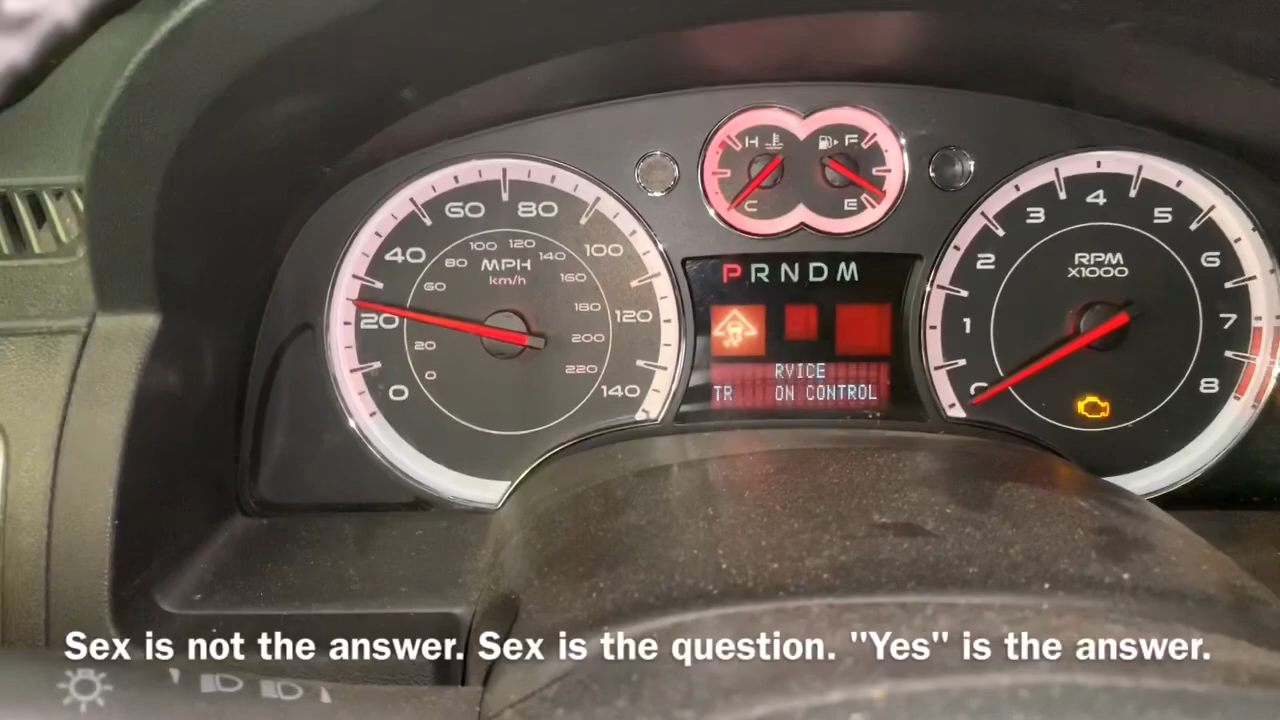 H
F
C
E
60 80
40 100
20 120
0 140
100 120
80 140
60 160
180
20 200
0 220
MPH
km/h
PRNDM
RVICE
TR ON CONTROL
3 4 5
2 6
1 7
8
RPM
X1000
Sex is not the answer. Sex is the question. "Yes" is the answer.